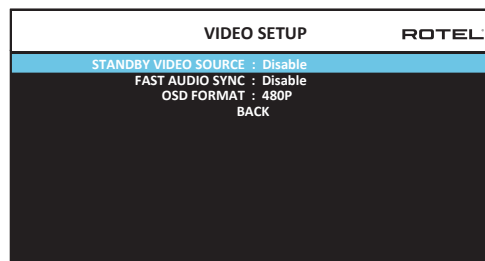 VIDEO SETUP ROTEL
STANDBY VIDEO SOURCE : Disable
FAST AUDIO SYNC : Disable
OSD FORMAT : 480P
BACK